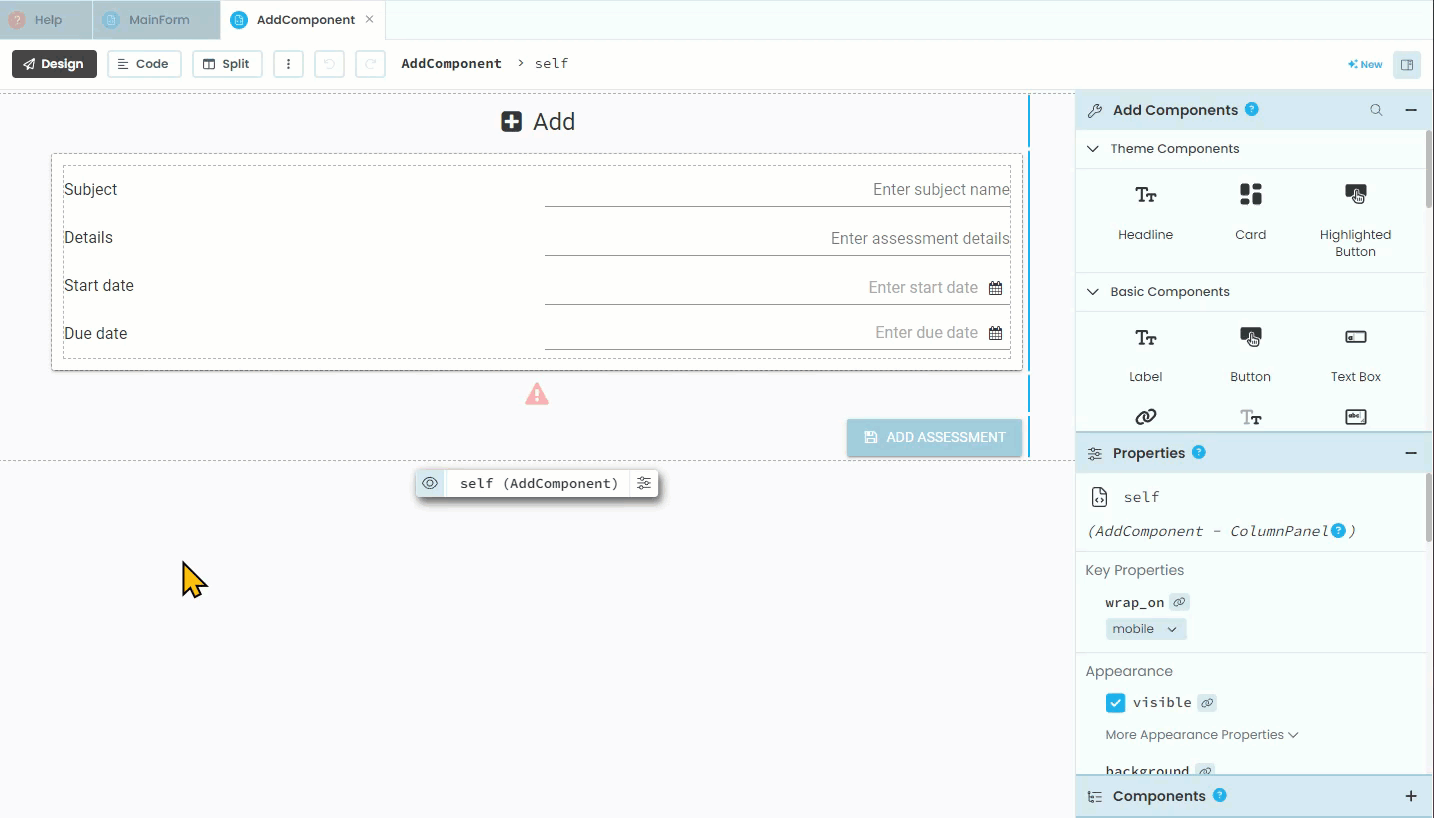 Help MainForm AddComponent
Design Code Split AddComponent > self New
Add
Subject Enter subject name
Details Enter assessment details
Start date Enter start date
Due date Enter due date
ADD ASSESSMENT
self (AddComponent)
Add Components ?
Theme Components
Headline Card Highlighted Button
Basic Components
Label Button Text Box
Properties ?
self
(AddComponent - ColumnPanel ? )
Key Properties
wrap_on
mobile
Appearance
visible
More Appearance Properties
background
Components ?